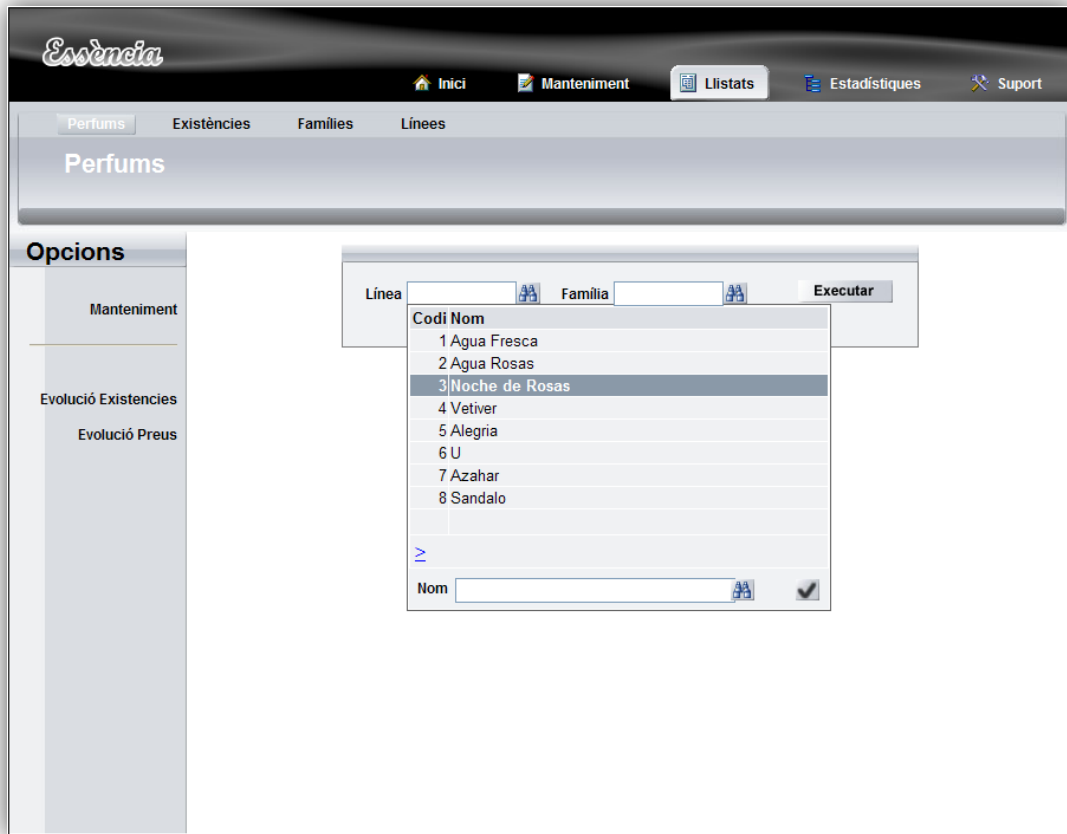 Essència
Inici Manteniment Llistats Estadístiques Suport
Perfums Existències Famílies Línees
Perfums
Opcions
Manteniment
Evolució Existencies
Evolució Preus
Línea Família Executar
Codi Nom
1 Agua Fresca
2 Agua Rosas
3 Noche de Rosas
4 Vetiver
5 Alegria
6 U
7 Azahar
8 Sandalo
>
Nom